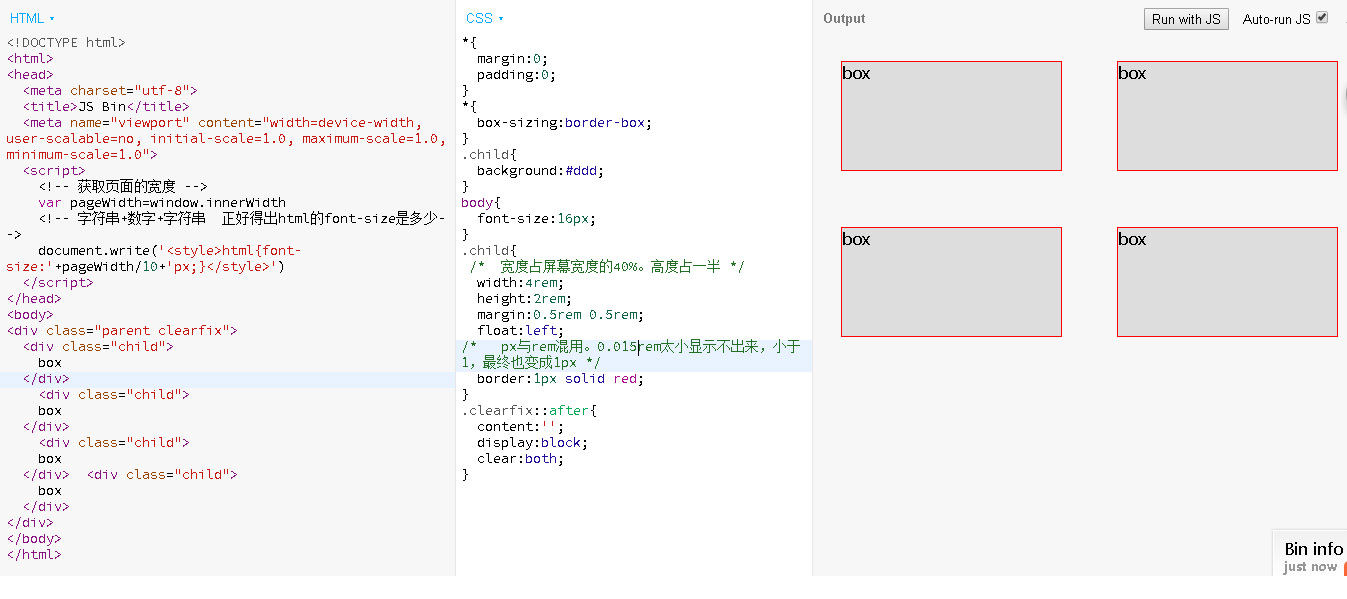 HTML ▾
<!DOCTYPE html>
<html>
<head>
<meta charset="utf-8">
<title>JS Bin</title>
<meta name="viewport" content="width=device-width,
user-scalable=no, initial-scale=1.0, maximum-scale=1.0,
minimum-scale=1.0">
<script>
<!-- 获取页面的宽度 -->
var pageWidth=window.innerWidth
<!-- 字符串+数字+字符串  正好得出html的font-size是多少-
->
document.write('<style>html{font-
size:'+pageWidth/10+'px;}</style>')
</script>
</head>
<body>
<div class="parent clearfix">
<div class="child">
box
</div>
<div class="child">
box
</div>
<div class="child">
box
</div>  <div class="child">
box
</div>
</div>
</body>
</html>
CSS ▾
*{
margin:0;
padding:0;
}
*{
box-sizing:border-box;
}
.child{
background:#ddd;
}
body{
font-size:16px;
}
.child{
/*  宽度占屏幕宽度的40%。高度占一半 */
width:4rem;
height:2rem;
margin:0.5rem 0.5rem;
float:left;
/*   px与rem混用。0.015rem太小显示不出来，小于
1，最终也变成1px */
border:1px solid red;
}
.clearfix::after{
content:'';
display:block;
clear:both;
}
Output
Run with JS
Auto-run JS
box
box
box
box
Bin info
just now